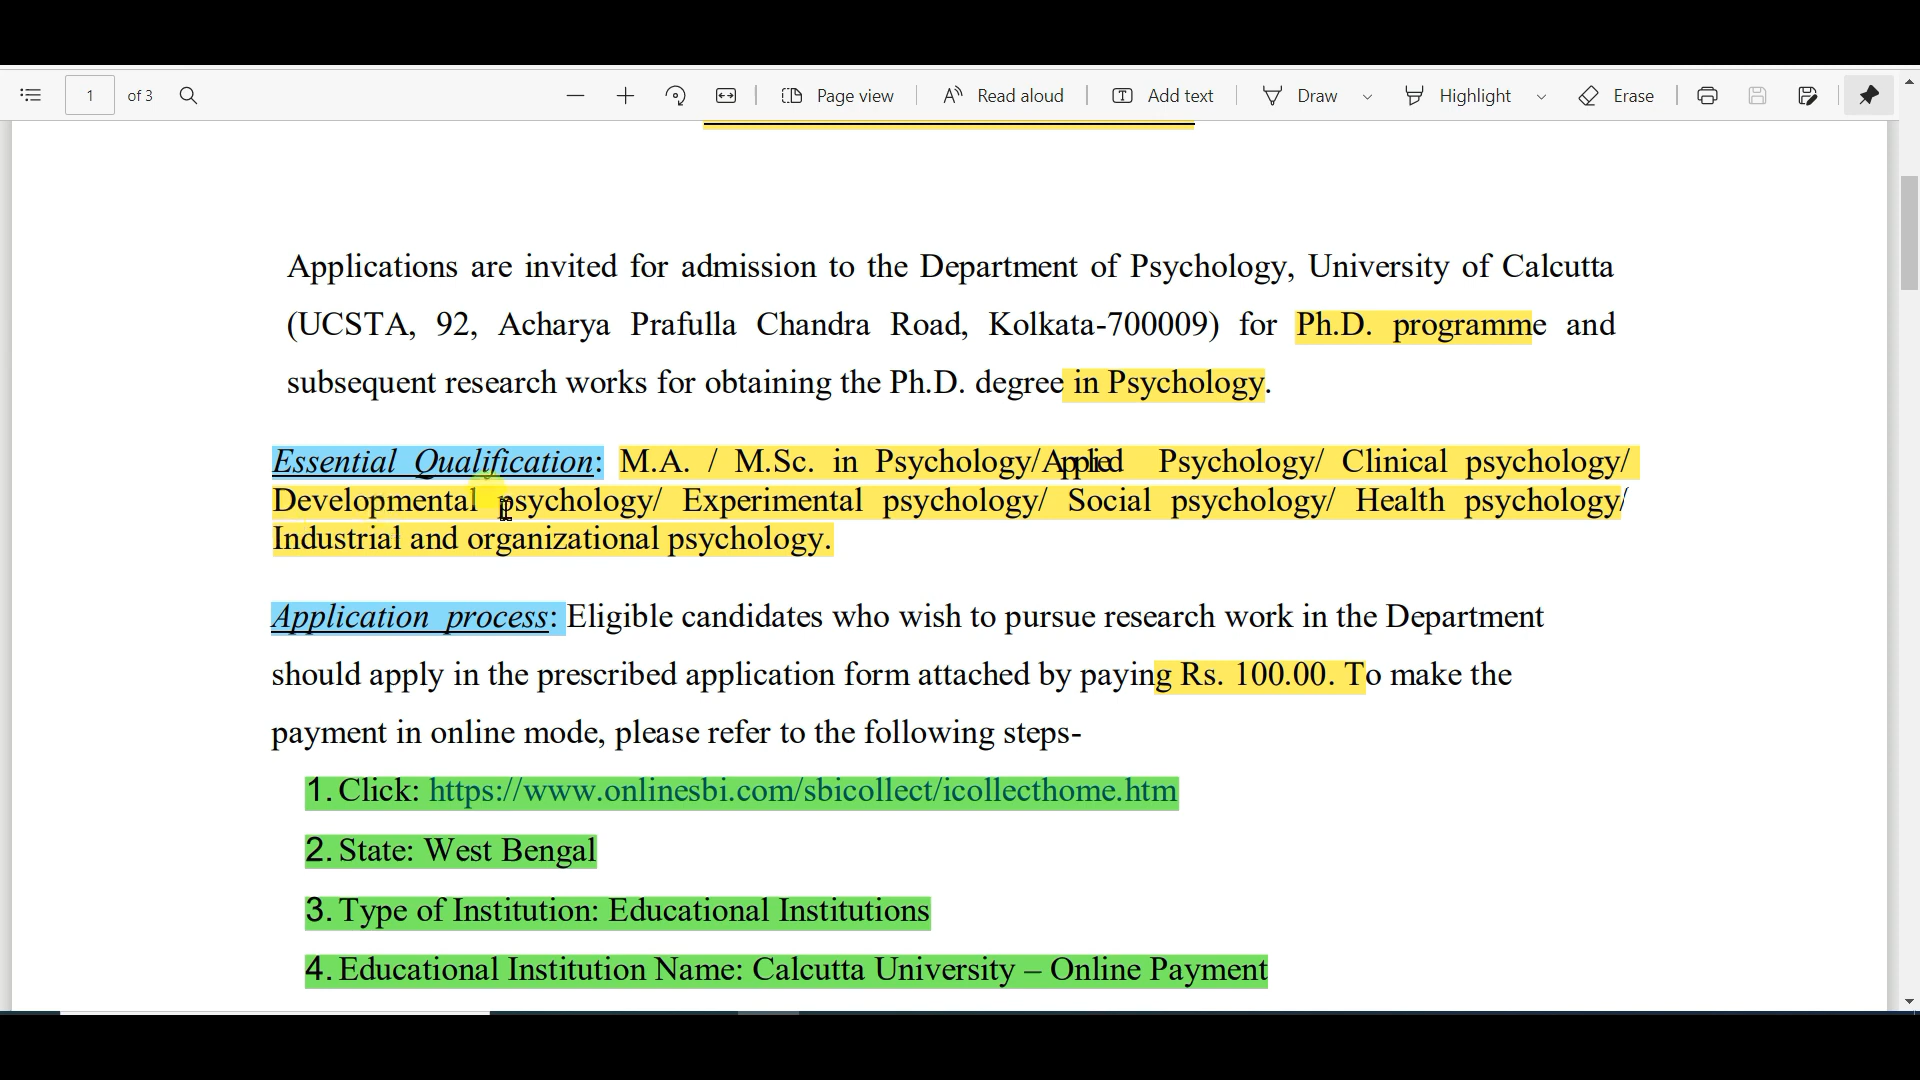 1 of 3 Page view Read aloud Add text Draw Highlight Erase
Applications are invited for admission to the Department of Psychology, University of Calcutta
(UCSTA, 92, Acharya Prafulla Chandra Road, Kolkata-700009) for Ph.D. programme and
subsequent research works for obtaining the Ph.D. degree in Psychology.
Essential Qualification: M.A. / M.Sc. in Psychology/Applied Psychology/ Clinical psychology/
Developmental psychology/ Experimental psychology/ Social psychology/ Health psychology/
Industrial and organizational psychology.
Application process: Eligible candidates who wish to pursue research work in the Department
should apply in the prescribed application form attached by paying Rs. 100.00. To make the
payment in online mode, please refer to the following steps-
1. Click: https://www.onlinesbi.com/sbicollect/icollecthome.htm
2. State: West Bengal
3. Type of Institution: Educational Institutions
4. Educational Institution Name: Calcutta University – Online Payment